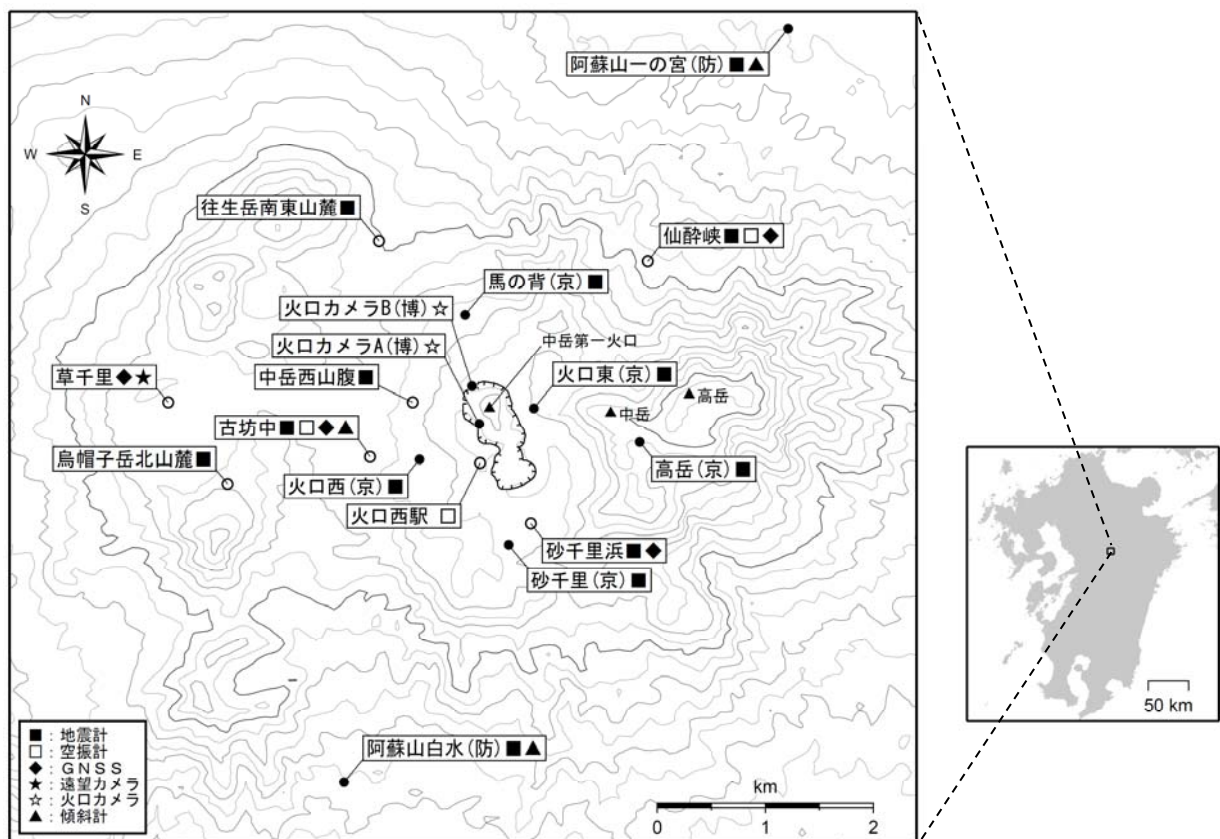 阿蘇山一の宮(防)■▲
N
W
E
S
往生岳南東山麓■
仙酔峡■□◆
馬の背(京)■
火口カメラB(博)☆
中岳第一火口
火口カメラA(博)☆
草千里◆★
中岳西山腹■
火口東(京)■
高岳
中岳
古坊中■□◆▲
烏帽子岳北山麓■
火口西(京)■
高岳(京)■
火口西駅 □
砂千里浜■◆
砂千里(京)■
50 km
■：地震計
□：空振計
◆：ＧＮＳＳ
★：遠望カメラ
☆：火口カメラ
▲：傾斜計
阿蘇山白水(防)■▲
km
0 1 2